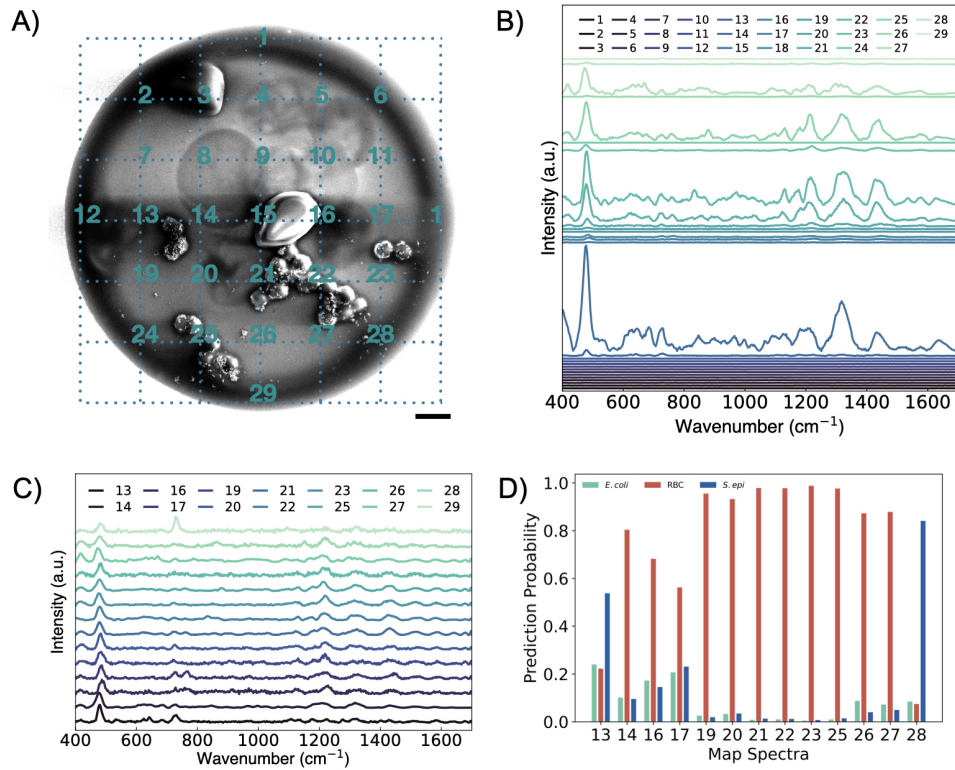 A)
1
2 3 4 5 6
7 8 9 10 11
12 13 14 15 16 17 1
19 20 21 22 23
24 25 26 27 28
29
B)
1 4 7 10 13 16 19 22 25 28
2 5 8 11 14 17 20 23 26 29
3 6 9 12 15 18 21 24 27
Intensity (a.u.)
400 600 800 1000 1200 1400 1600
Wavenumber (cm⁻¹)
C)
13 16 19 21 23 26 28
14 17 20 22 25 27 29
Intensity (a.u.)
400 600 800 1000 1200 1400 1600
Wavenumber (cm⁻¹)
D)
E.coli RBC S.epi
Prediction Probability
1.0
0.8
0.6
0.4
0.2
0.0
13 14 16 17 19 20 21 22 23 25 26 27 28
Map Spectra